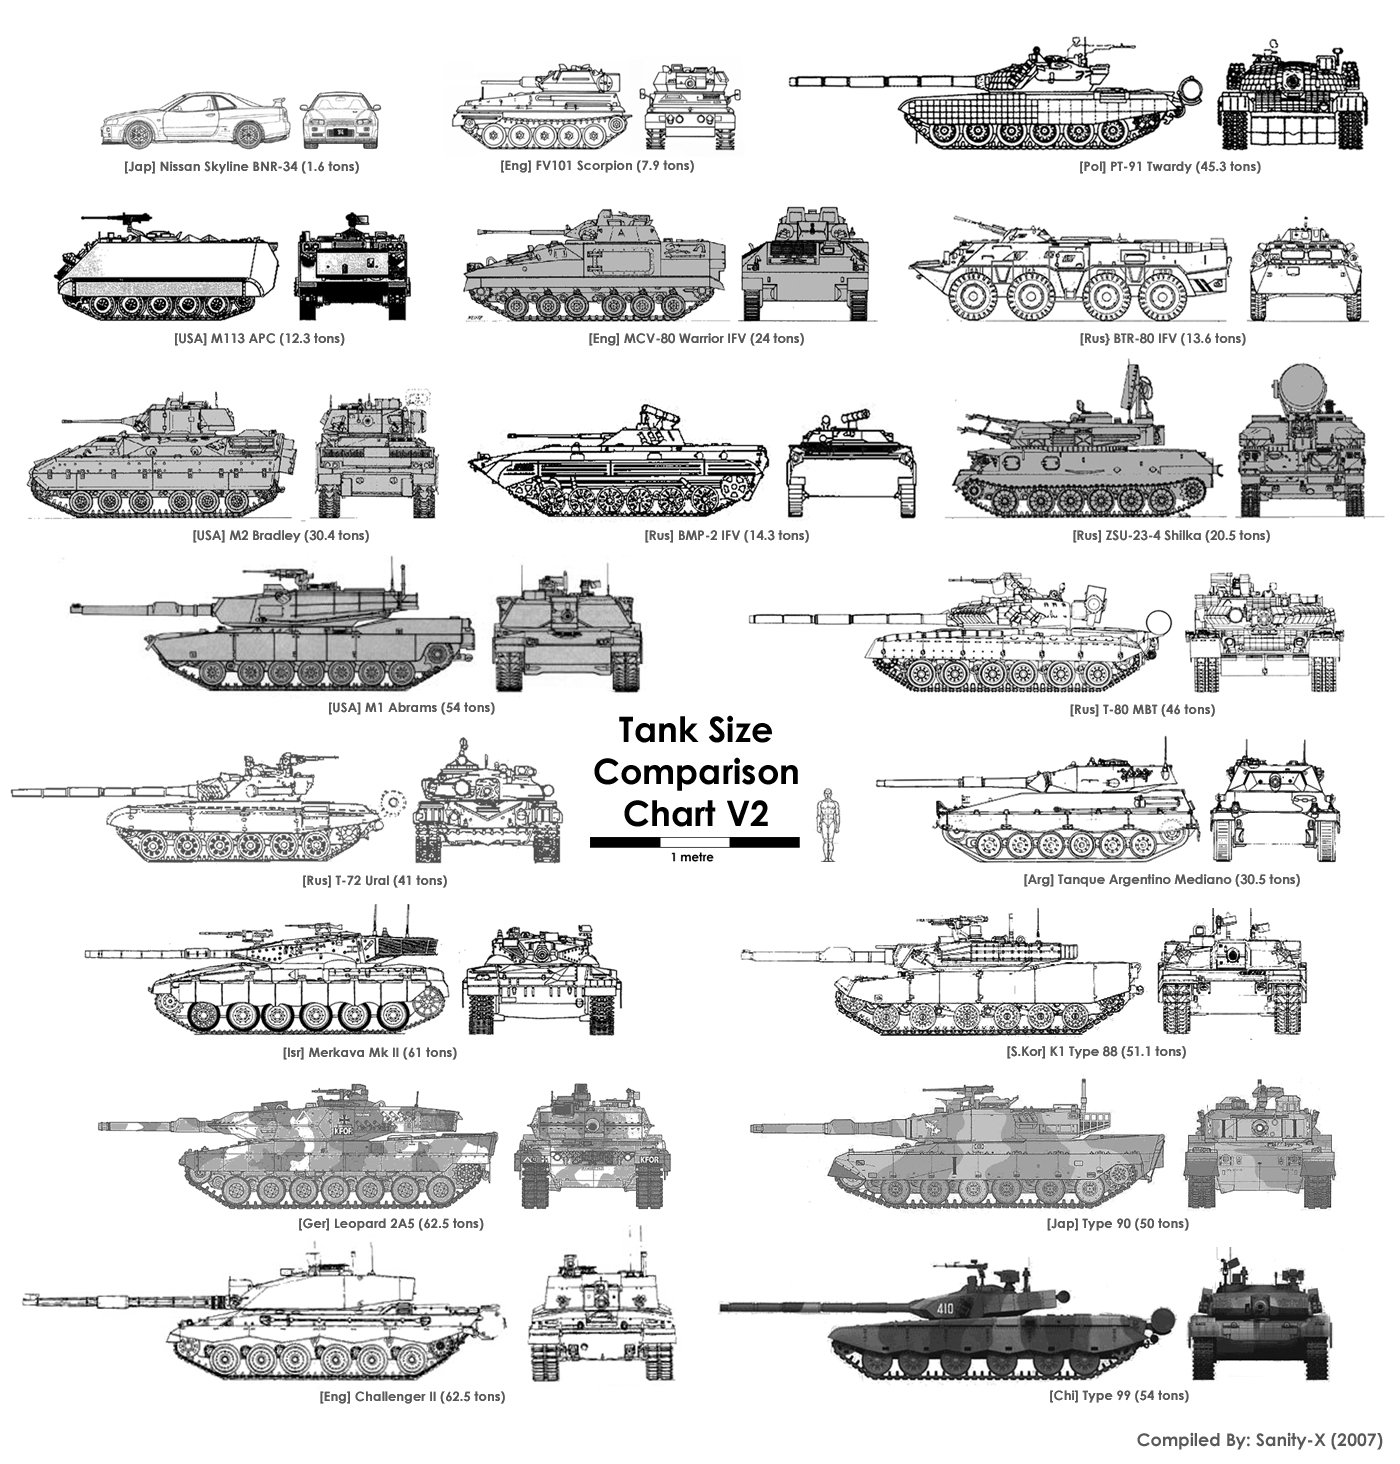 [Jap] Nissan Skyline BNR-34 (1.6 tons)
[Eng] FV101 Scorpion (7.9 tons)
[Pol] PT-91 Twardy (45.3 tons)
[USA] M113 APC (12.3 tons)
[Eng] MCV-80 Warrior IFV (24 tons)
[Rus} BTR-80 IFV (13.6 tons)
[USA] M2 Bradley (30.4 tons)
[Rus] BMP-2 IFV (14.3 tons)
[Rus] ZSU-23-4 Shilka (20.5 tons)
[USA] M1 Abrams (54 tons)
[Rus] T-80 MBT (46 tons)
Tank Size
Comparison
Chart V2
1 metre
[Rus] T-72 Ural (41 tons)
[Arg] Tanque Argentino Mediano (30.5 tons)
[Isr] Merkava Mk II (61 tons)
[S.Kor] K1 Type 88 (51.1 tons)
KFOR
KFOR
[Ger] Leopard 2A5 (62.5 tons)
[Jap] Type 90 (50 tons)
410
[Eng] Challenger II (62.5 tons)
[Chi] Type 99 (54 tons)
Compiled By: Sanity-X (2007)